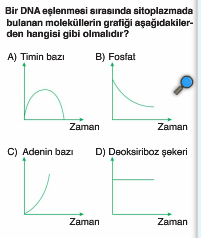 Bir DNA eşlenmesi sırasında sitoplazmada
bulanan moleküllerin grafiği aşağıdakiler-
den hangisi gibi olmalıdır?
A) Timin bazı B) Fosfat
Zaman Zaman
C) Adenin bazı D) Deoksiriboz şekeri
Zaman Zaman